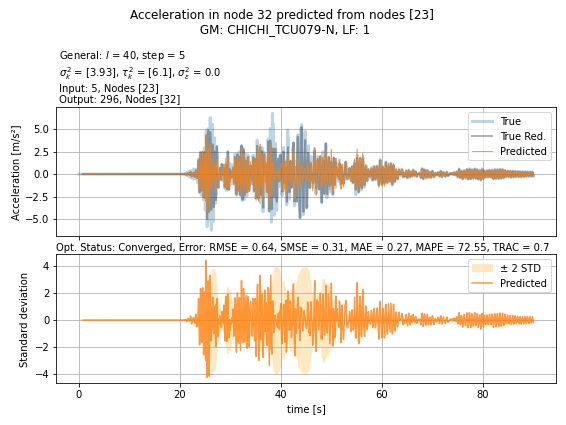 Acceleration in node 32 predicted from nodes [23]
GM: CHICHI_TCU079-N, LF: 1
General: l = 40, step = 5
σ²ₖ = [3.93], τ²ₖ = [6.1], σ²ε = 0.0
Input: 5, Nodes [23]
Output: 296, Nodes [32]
Acceleration [m/s²]
5.0
2.5
0.0
−2.5
−5.0
True
True Red.
Predicted
Opt. Status: Converged, Error: RMSE = 0.64, SMSE = 0.31, MAE = 0.27, MAPE = 72.55, TRAC = 0.7
Standard deviation
4
2
0
−2
−4
± 2 STD
Predicted
0
20
40
60
80
time [s]